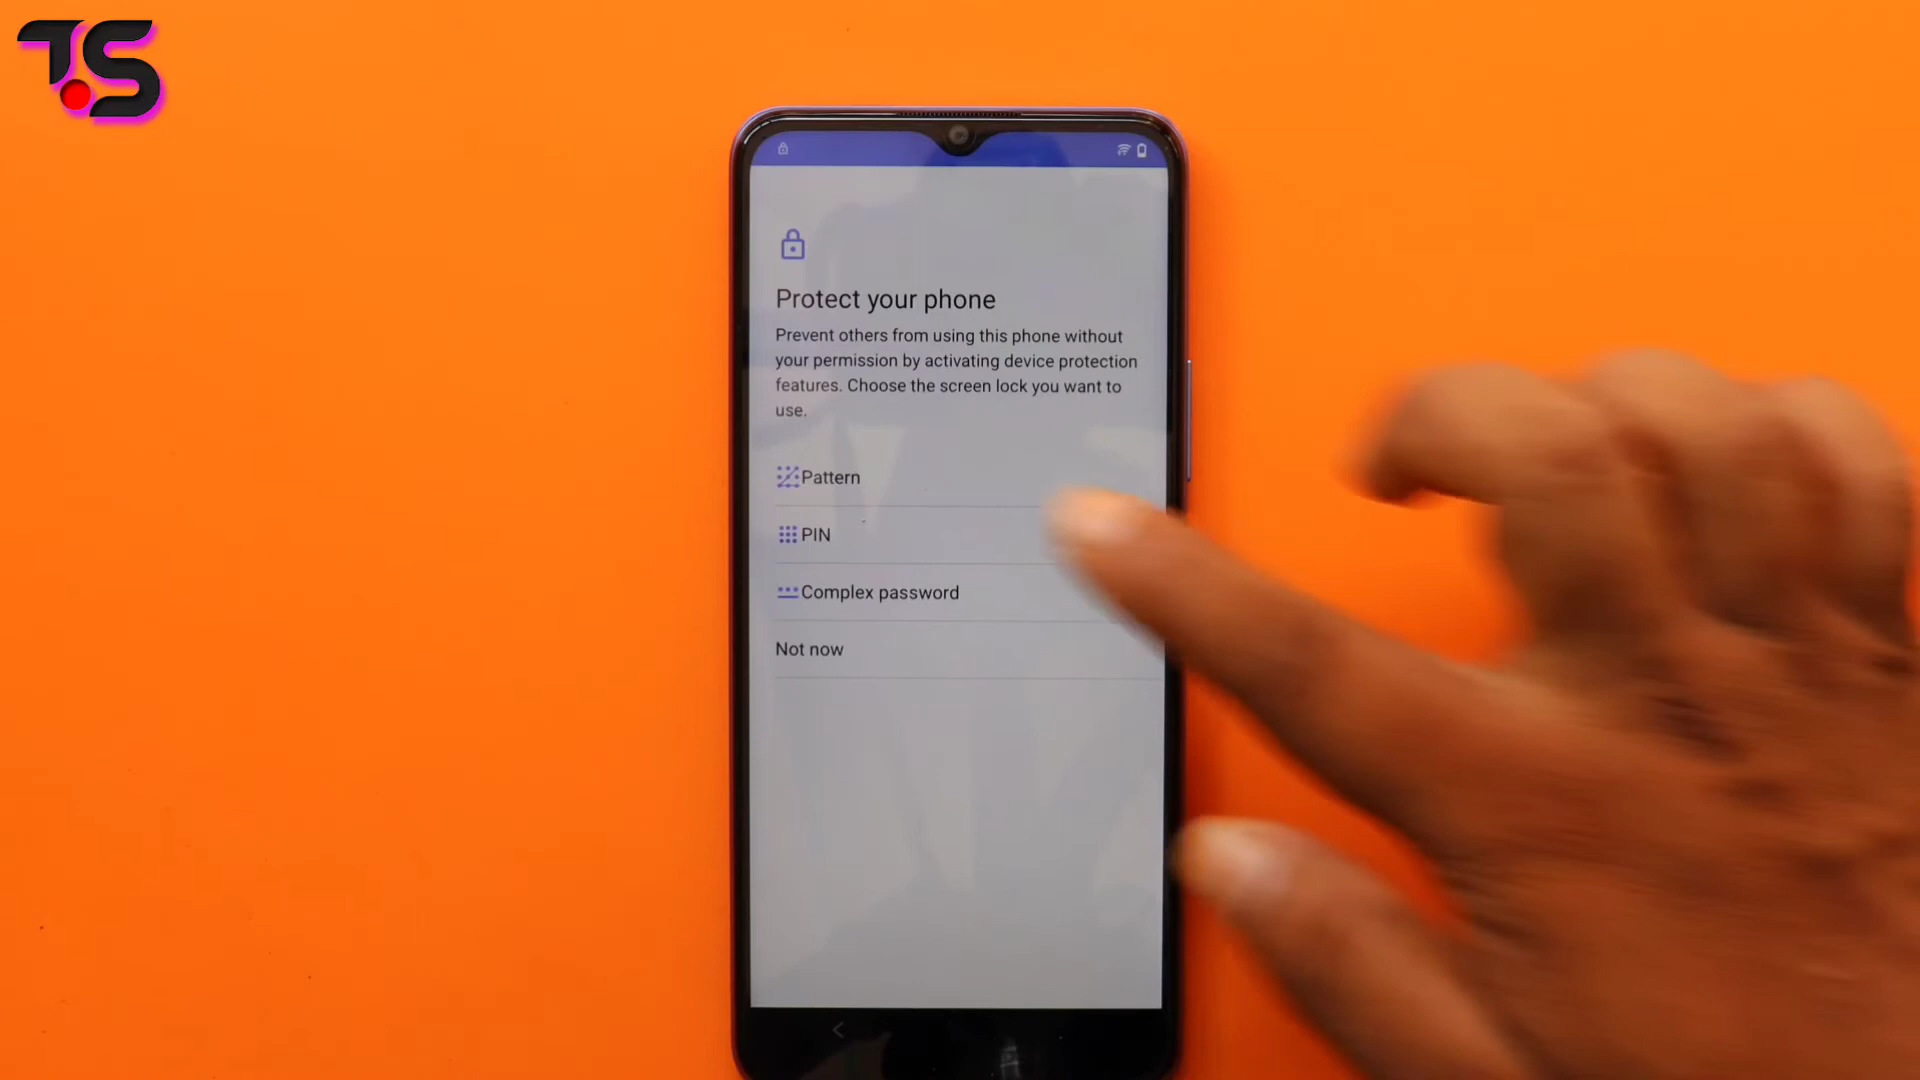 T.S
Protect your phone
Prevent others from using this phone without
your permission by activating device protection
features. Choose the screen lock you want to
use.
Pattern
PIN
Complex password
Not now